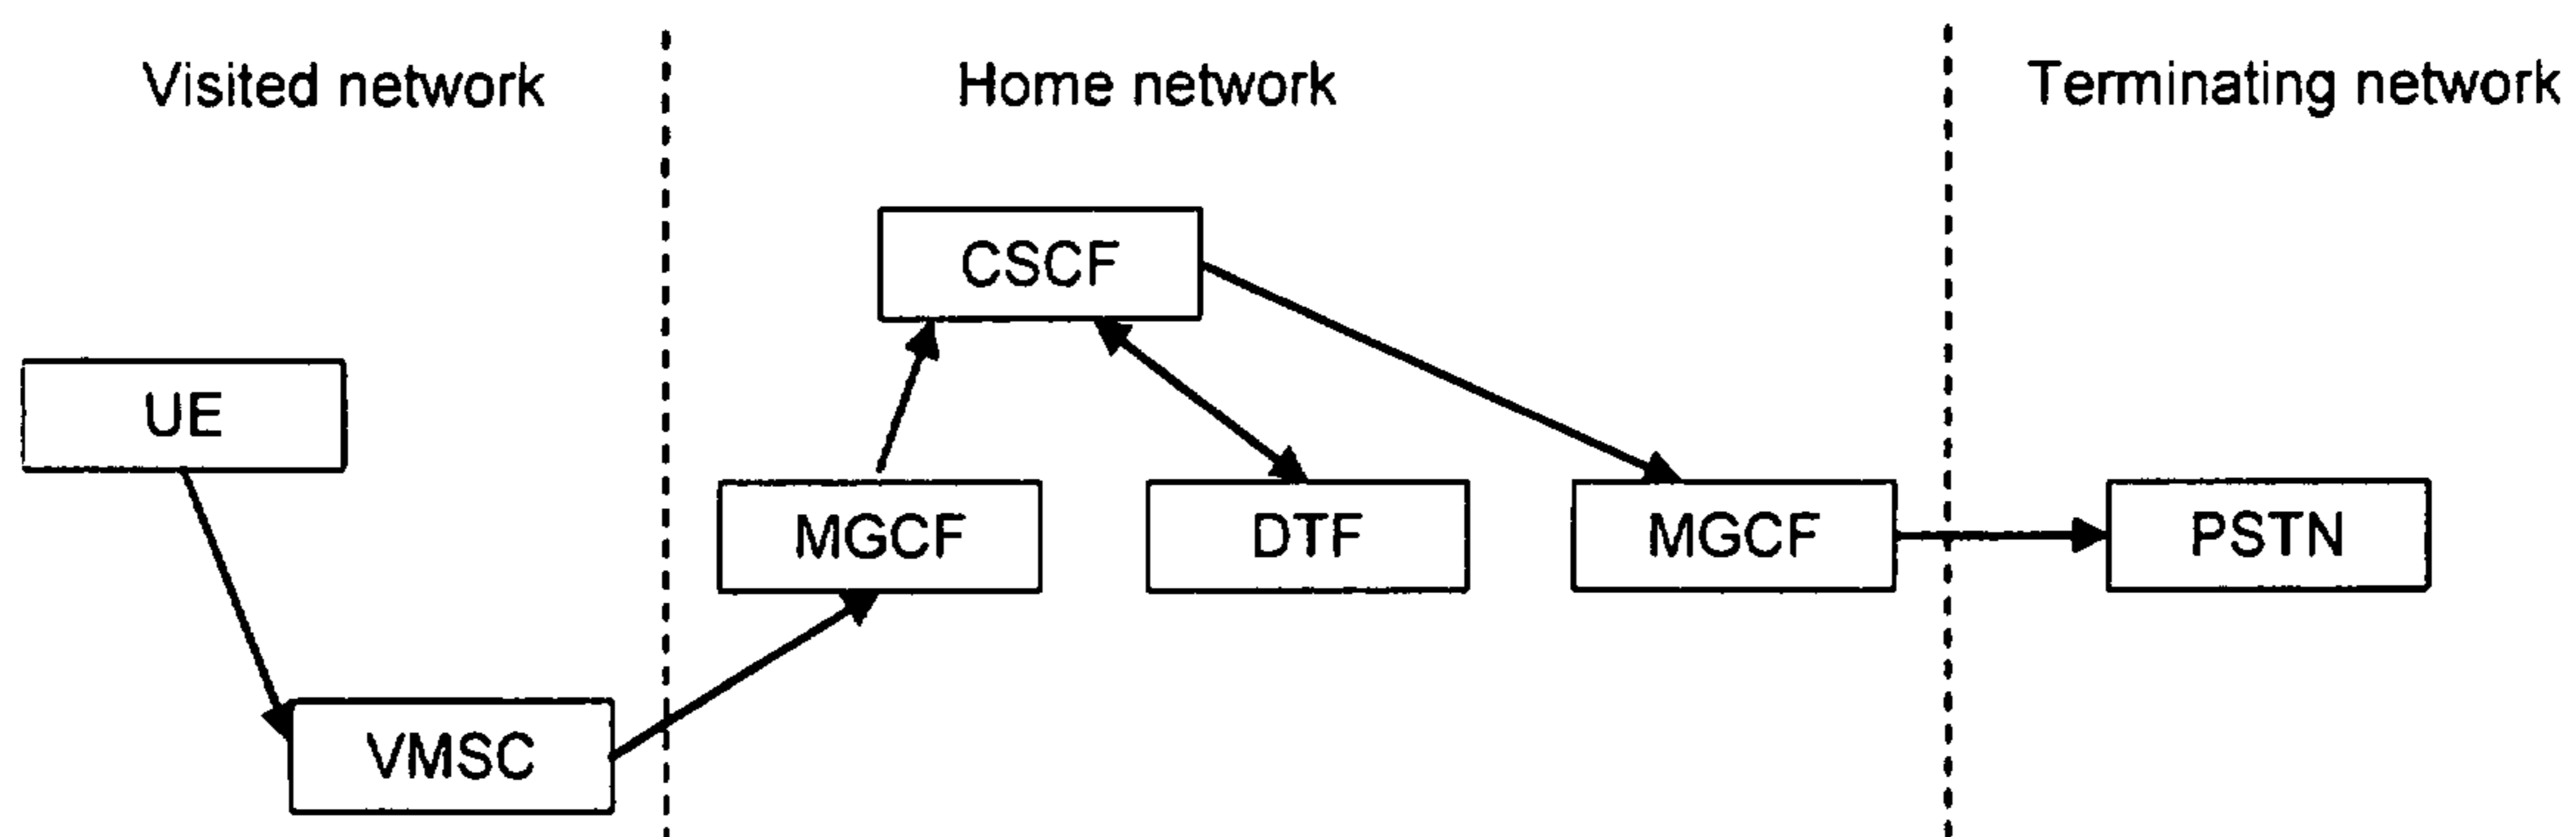 Visited network
Home network
Terminating network
CSCF
UE
MGCF
DTF
MGCF
PSTN
VMSC